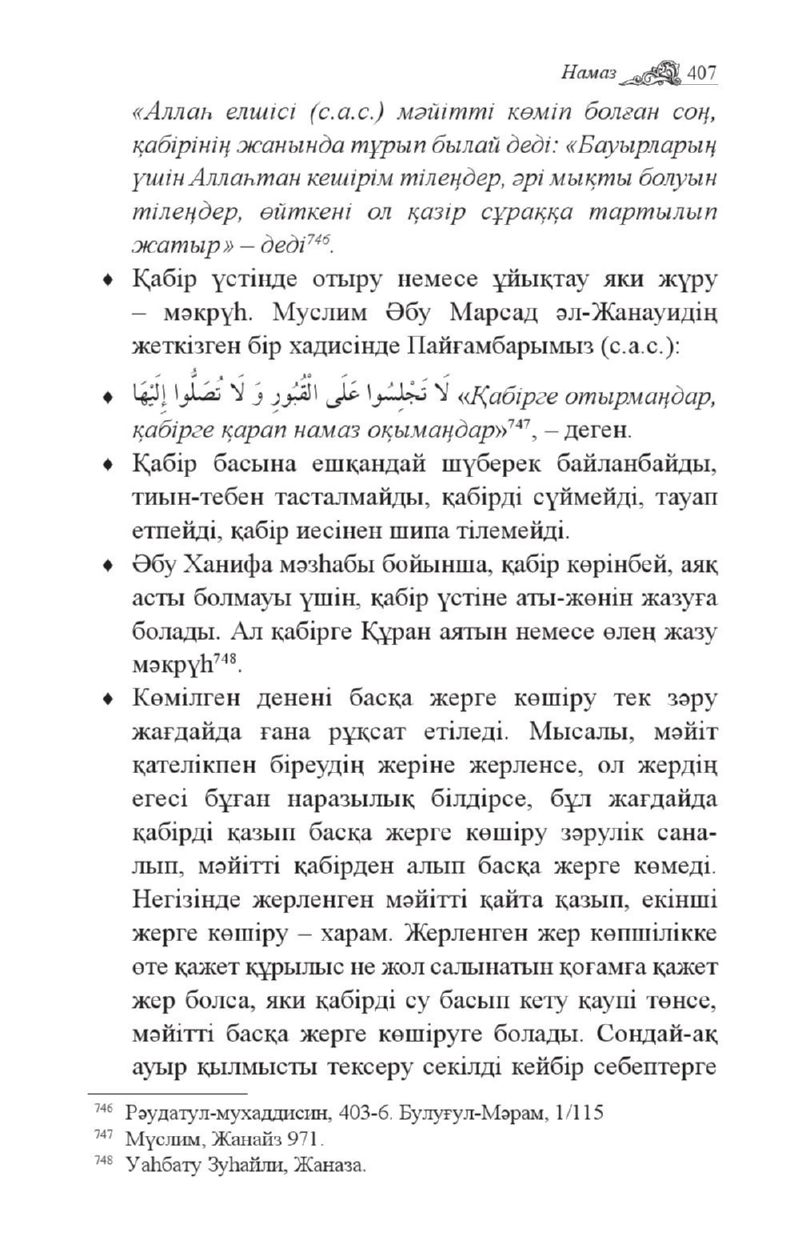 Намаз 407
«Аллаһ елшісі (с.а.с.) мәйітті көміп болған соң,
қабірінің жанында тұрып былай деді: «Бауырларың
үшін Аллаһтан кешірім тілеңдер, әрі мықты болуын
тілеңдер, өйткені ол қазір сұраққа тартылып
жатыр» – деді⁷⁴⁶.
♦ Қабір үстінде отыру немесе ұйықтау яки жүру
– мәкрүһ. Муслим Әбу Марсад әл-Жанауидің
жеткізген бір хадисінде Пайғамбарымыз (с.а.с.):
♦ لَا تَجْلِسُوا عَلَى الْقُبُورِ وَ لَا تُصَلُّوا إِلَيْهَا «Қабірге отырмаңдар,
қабірге қарап намаз оқымаңдар»⁷⁴⁷, – деген.
♦ Қабір басына ешқандай шүберек байланбайды,
тиын-тебен тасталмайды, қабірді сүймейді, тауап
етпейді, қабір иесінен шипа тілемейді.
♦ Әбу Ханифа мәзһабы бойынша, қабір көрінбей, аяқ
асты болмауы үшін, қабір үстіне аты-жөнін жазуға
болады. Ал қабірге Құран аятын немесе өлең жазу
мәкрүһ⁷⁴⁸.
♦ Көмілген денені басқа жерге көшіру тек зәру
жағдайда ғана рұқсат етіледі. Мысалы, мәйіт
қателікпен біреудің жеріне жерленсе, ол жердің
егесі бұған наразылық білдірсе, бұл жағдайда
қабірді қазып басқа жерге көшіру зәрулік сана-
лып, мәйітті қабірден алып басқа жерге көмеді.
Негізінде жерленген мәйітті қайта қазып, екінші
жерге көшіру – харам. Жерленген жер көпшілікке
өте қажет құрылыс не жол салынатын қоғамға қажет
жер болса, яки қабірді су басып кету қаупі төнсе,
мәйітті басқа жерге көшіруге болады. Сондай-ақ
ауыр қылмысты тексеру секілді кейбір себептерге
⁷⁴⁶ Рәудатул-мухаддисин, 403-6. Булуғул-Мәрам, 1/115
⁷⁴⁷ Мүслим, Жанайз 971.
⁷⁴⁸ Уаһбату Зуһайли, Жаназа.